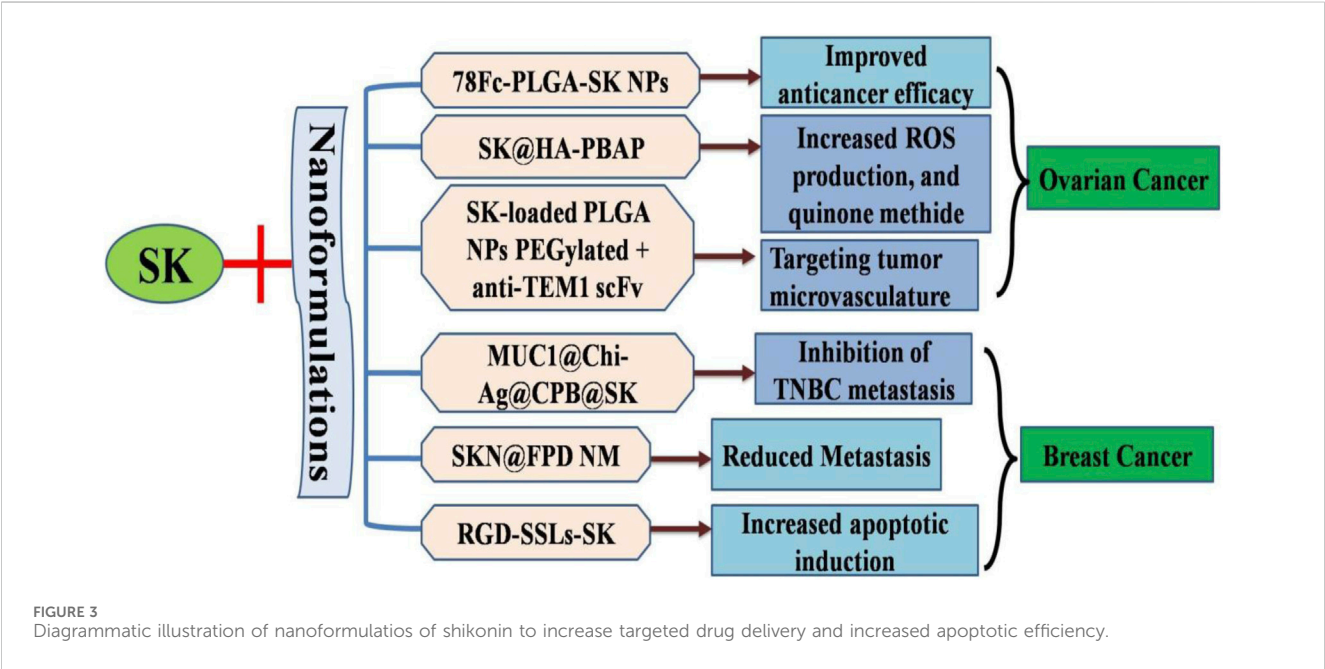 SK
Nanoformulations
78Fc-PLGA-SK NPs
Improved
anticancer efficacy
SK@HA-PBAP
Increased ROS
production, and
quinone methide
SK-loaded PLGA
NPs PEGylated +
anti-TEM1 scFv
Targeting tumor
microvasculature
Ovarian Cancer
MUC1@Chi-
Ag@CPB@SK
Inhibition of
TNBC metastasis
SKN@FPD NM
Reduced Metastasis
RGD-SSLs-SK
Increased apoptotic
induction
Breast Cancer
FIGURE 3
Diagrammatic illustration of nanoformulatios of shikonin to increase targeted drug delivery and increased apoptotic efficiency.